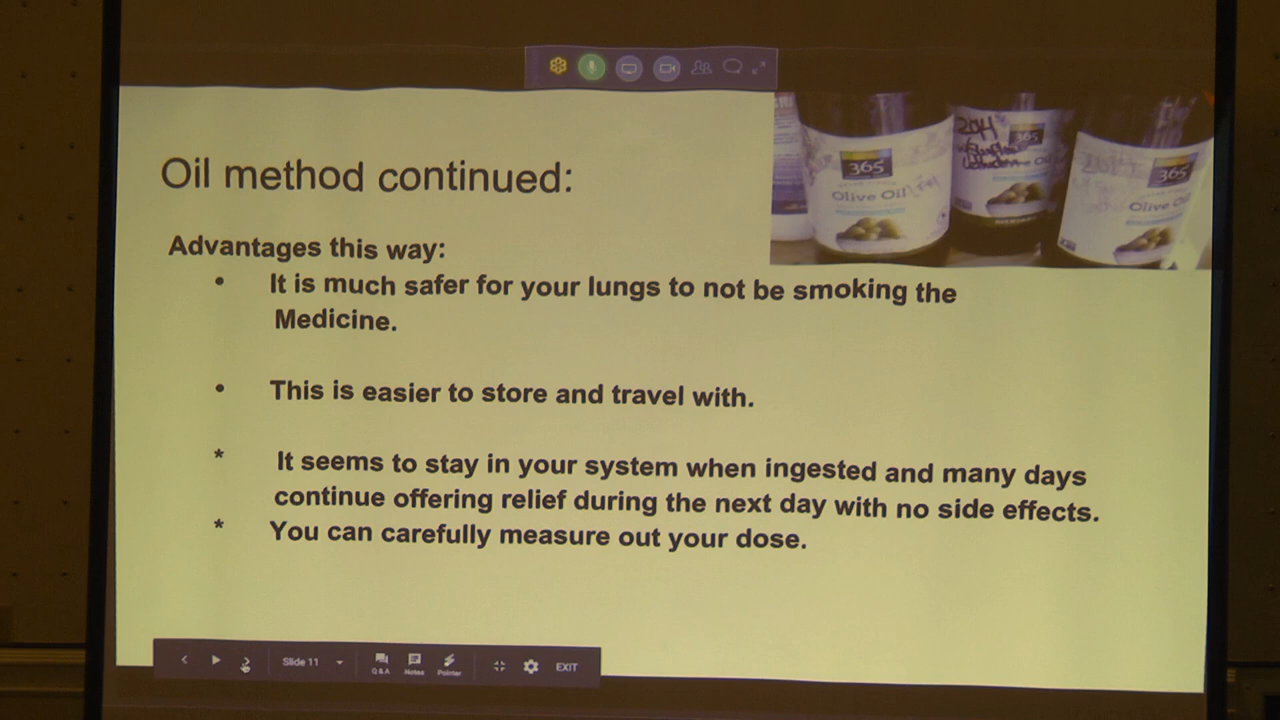 Oil method continued:
365
Olive Oil
2014
365
365
Olive Oil
Advantages this way:
• It is much safer for your lungs to not be smoking the
Medicine.
• This is easier to store and travel with.
* It seems to stay in your system when ingested and many days
continue offering relief during the next day with no side effects.
* You can carefully measure out your dose.
Slide 11
Q & A
Notes
Pointer
EXIT